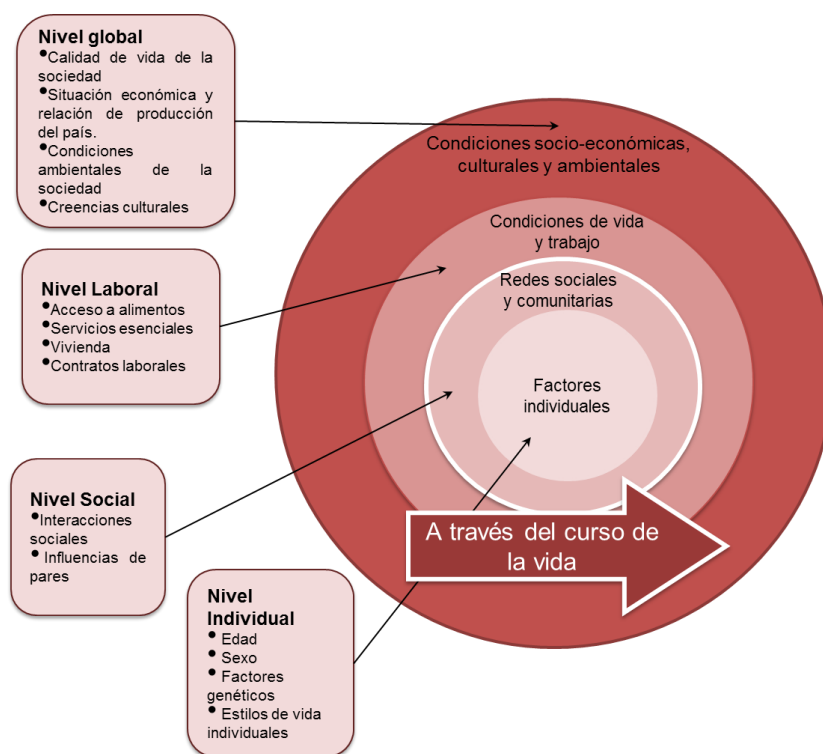 Nivel global
•Calidad de vida de la
sociedad
•Situación económica y
relación de producción
del país.
•Condiciones
ambientales de la
sociedad
•Creencias culturales
Condiciones socio-económicas,
culturales y ambientales
Condiciones de vida
y trabajo
Redes sociales
y comunitarias
Factores
individuales
Nivel Laboral
•Acceso a alimentos
•Servicios esenciales
•Vivienda
•Contratos laborales
Nivel Social
•Interacciones
sociales
• Influencias de
pares
A través del curso de
la vida
Nivel
Individual
• Edad
• Sexo
• Factores
genéticos
• Estilos de vida
individuales